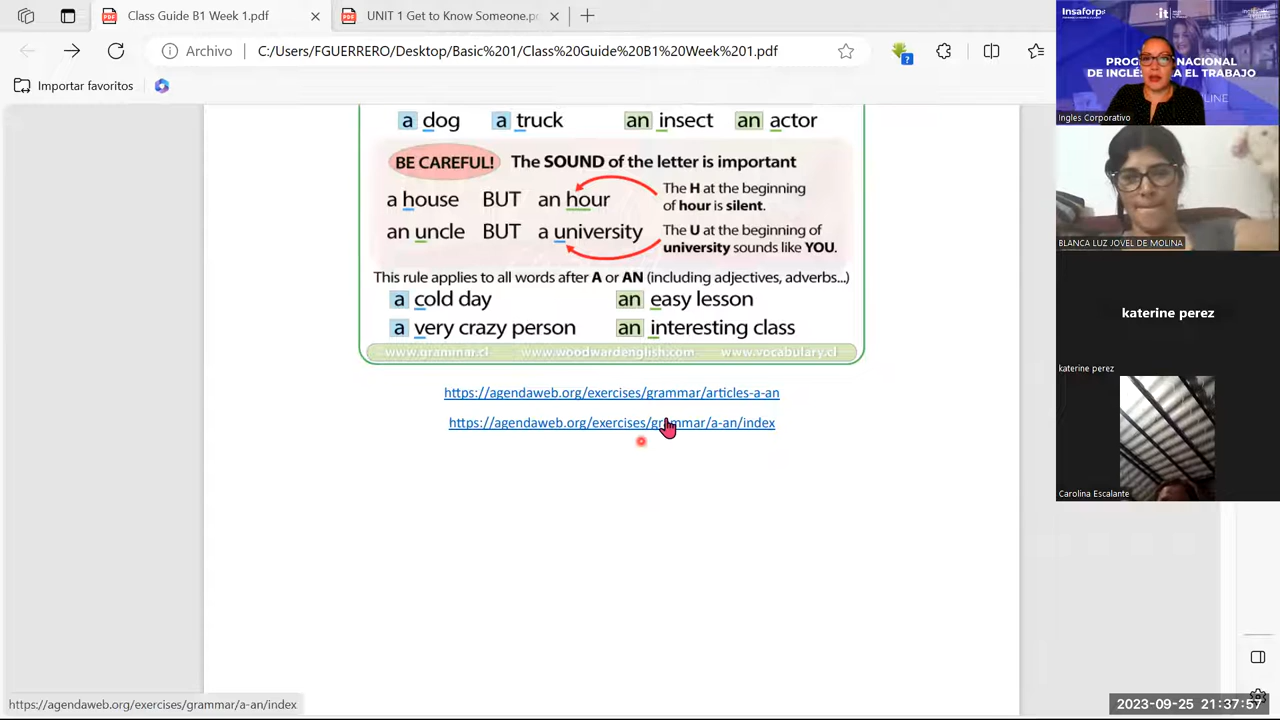 Class Guide B1 Week 1.pdf
Get to Know Someone.
Archivo
C:/Users/FGUERRERO/Desktop/Basic%201/Class%20Guide%20B1%20Week%201.pdf
Importar favoritos
a dog a truck an insect an actor
BE CAREFUL! The SOUND of the letter is important
a house BUT an hour
The H at the beginning
of hour is silent.
an uncle BUT a university
The U at the beginning of
university sounds like YOU.
This rule applies to all words after A or AN (including adjectives, adverbs...)
a cold day an easy lesson
a very crazy person an interesting class
www.grammar.cl www.woodwardenglish.com www.vocabulary.cl
https://agendaweb.org/exercises/grammar/articles-a-an
https://agendaweb.org/exercises/grammar/a-an/index
https://agendaweb.org/exercises/grammar/a-an/index
Insaforp
it
DE INGLÉS PARA EL TRABAJO
Ingles Corporativo
BLANCA LUZ JOVEL DE MOLINA
katerine perez
katerine perez
Carolina Escalante
2023-09-25 21:37:57